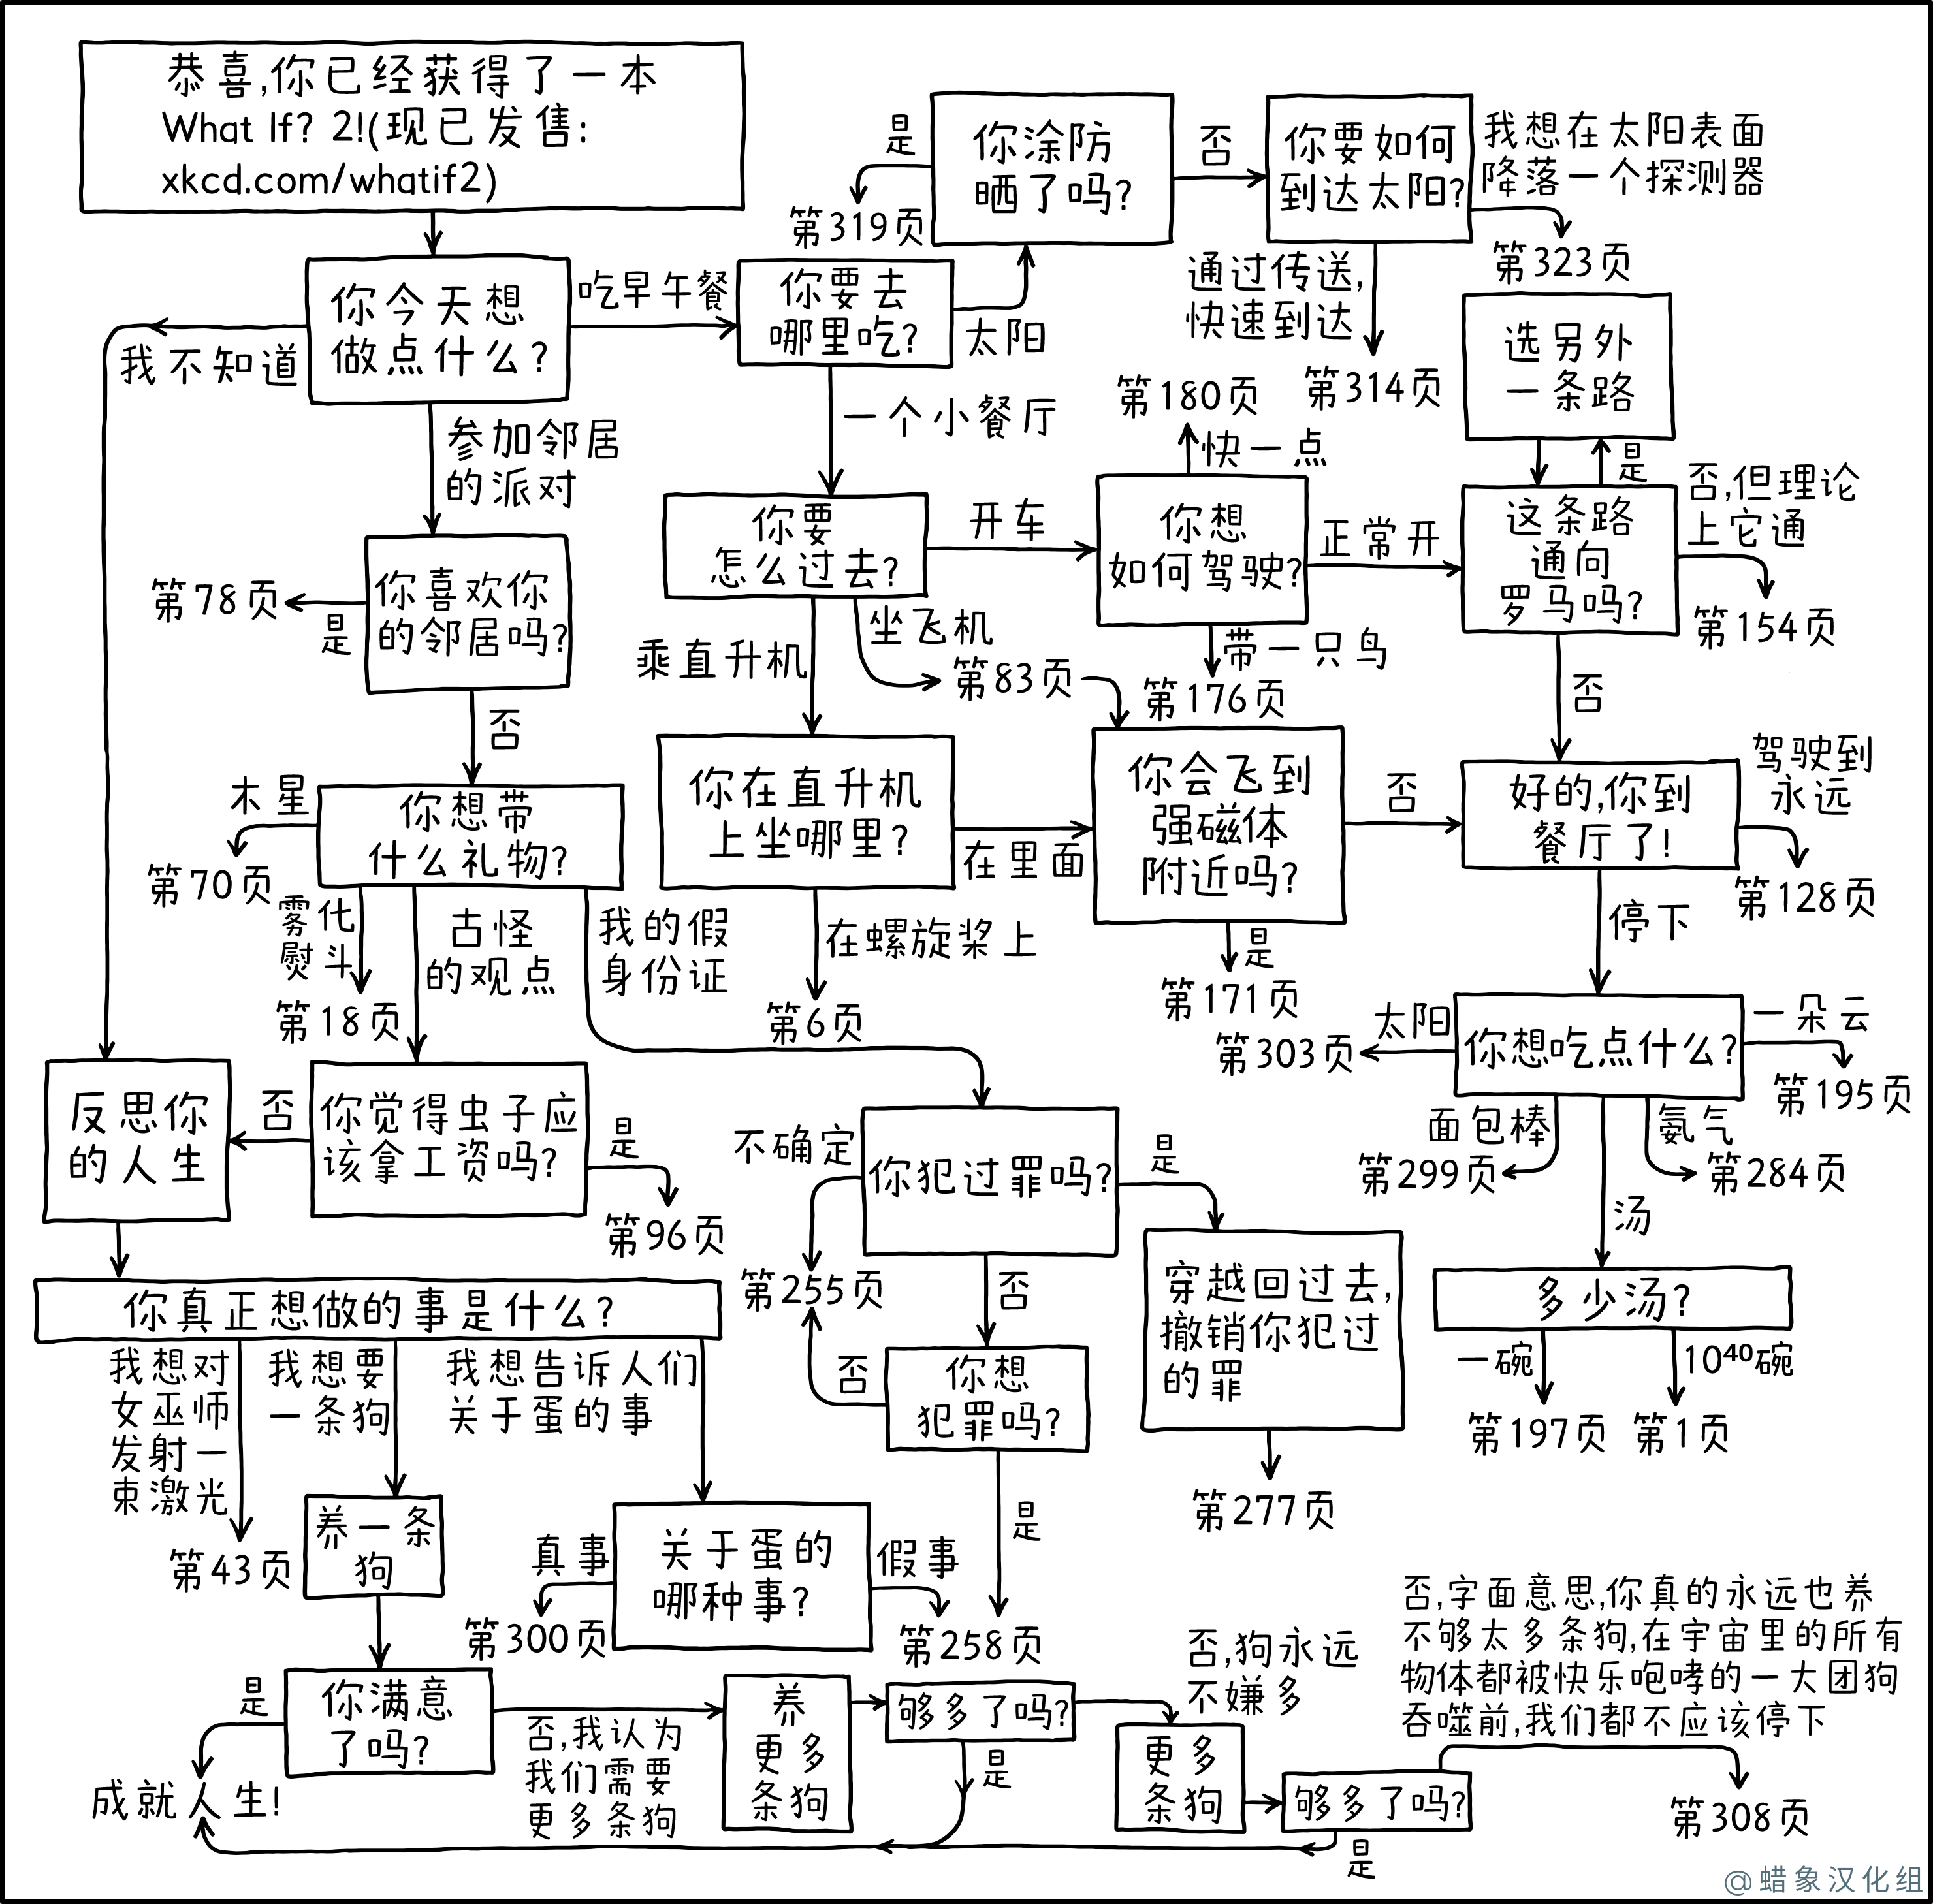 恭喜,你已经获得了一本
What If? 2!(现已发售:
xkcd.com/whatif2)
你今天想
做点什么?
我不知道
吃早午餐
参加邻居
的派对
你要去
哪里吃?
太阳
一个小餐厅
你涂防
晒了吗?
是
第319页
否
你要如何
到达太阳?
我想在太阳表面
降落一个探测器
第323页
通过传送,
快速到达
第314页
你要
怎么过去?
开车
乘直升机
坐飞机
第83页
你想
如何驾驶?
快一点
第180页
正常开
带一只鸟
第176页
选另外
一条路
是
这条路
通向
罗马吗?
否,但理论
上它通
第154页
否
你喜欢你
的邻居吗?
是
第78页
否
你想带
什么礼物?
木星
第70页
雾化
熨斗
第18页
古怪
的观点
我的假
身份证
你在直升机
上坐哪里?
在里面
在螺旋桨上
第6页
你会飞到
强磁体
附近吗?
否
是
第171页
好的,你到
餐厅了!
驾驶到
永远
第128页
停下
你想吃点什么?
太阳
第303页
一朵云
第195页
面包棒
第299页
氨气
第284页
汤
多少汤?
一碗
第197页
10⁴⁰碗
第1页
反思你
的人生
你觉得虫子应
该拿工资吗?
否
是
第96页
你犯过罪吗?
不确定
第255页
是
否
穿越回过去,
撤销你犯过
的罪
第277页
你想
犯罪吗?
否
是
你真正想做的事是什么?
我想对
女巫师
发射一
束激光
第43页
我想要
一条狗
我想告诉人们
关于蛋的事
养一条
狗
关于蛋的
哪种事?
真事
第300页
假事
第258页
你满意
了吗?
是
成就人生!
否,我认为
我们需要
更多条狗
养
更多
条狗
够多了吗?
是
否,狗永远
不嫌多
更多
条狗
够多了吗?
是
否,字面意思,你真的永远也养
不够太多条狗,在宇宙里的所有
物体都被快乐咆哮的一大团狗
吞噬前,我们都不应该停下
第308页
@蜡象汉化组